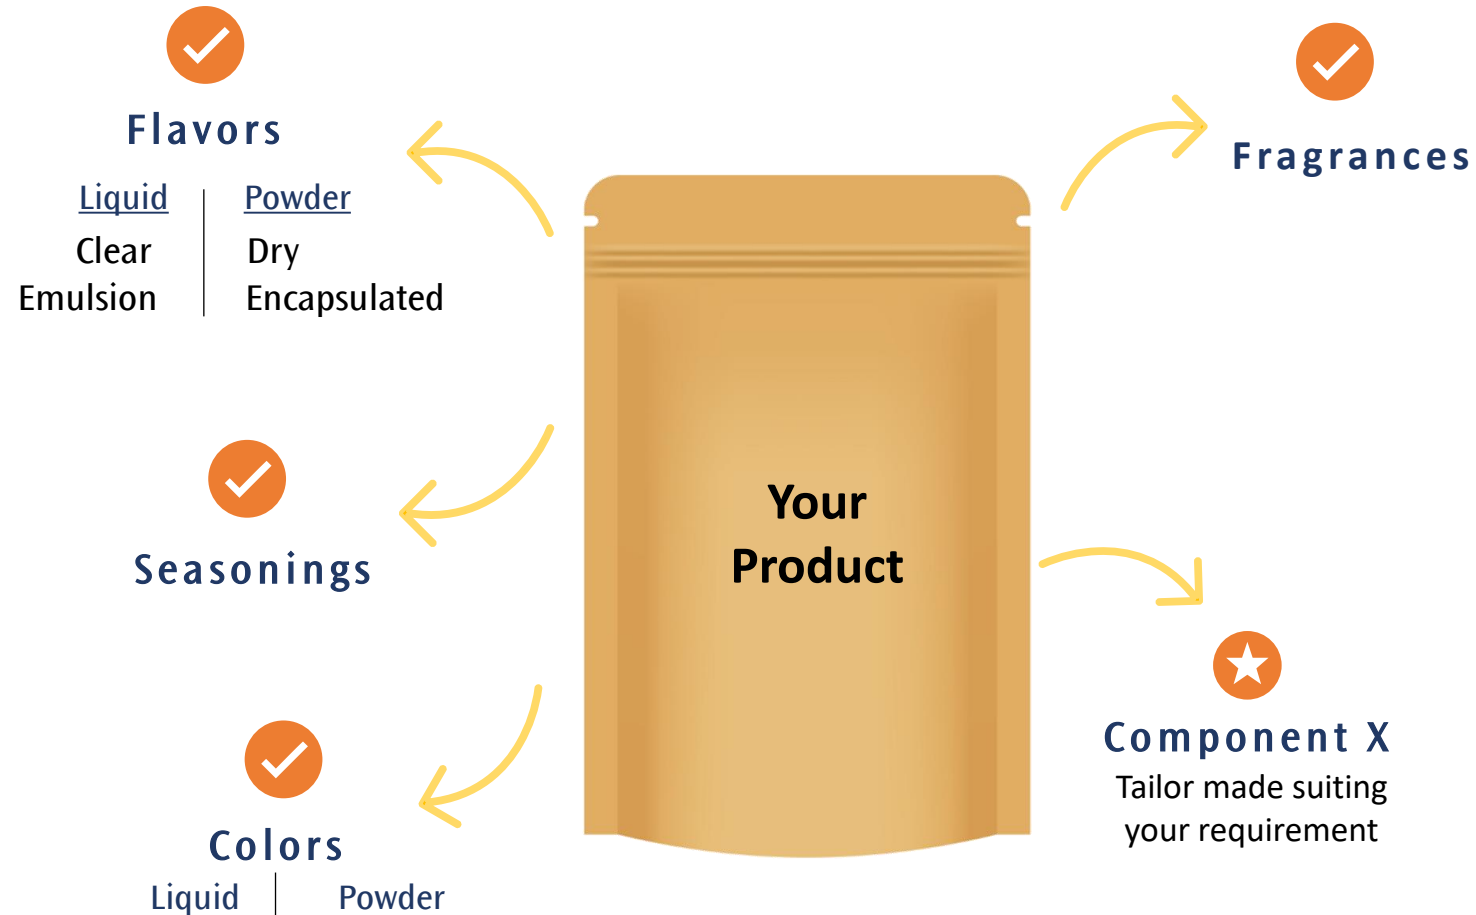 Flavors
Liquid Powder
Clear Dry
Emulsion Encapsulated
Seasonings
Colors
Liquid Powder
Your
Product
Fragrances
Component X
Tailor made suiting
your requirement